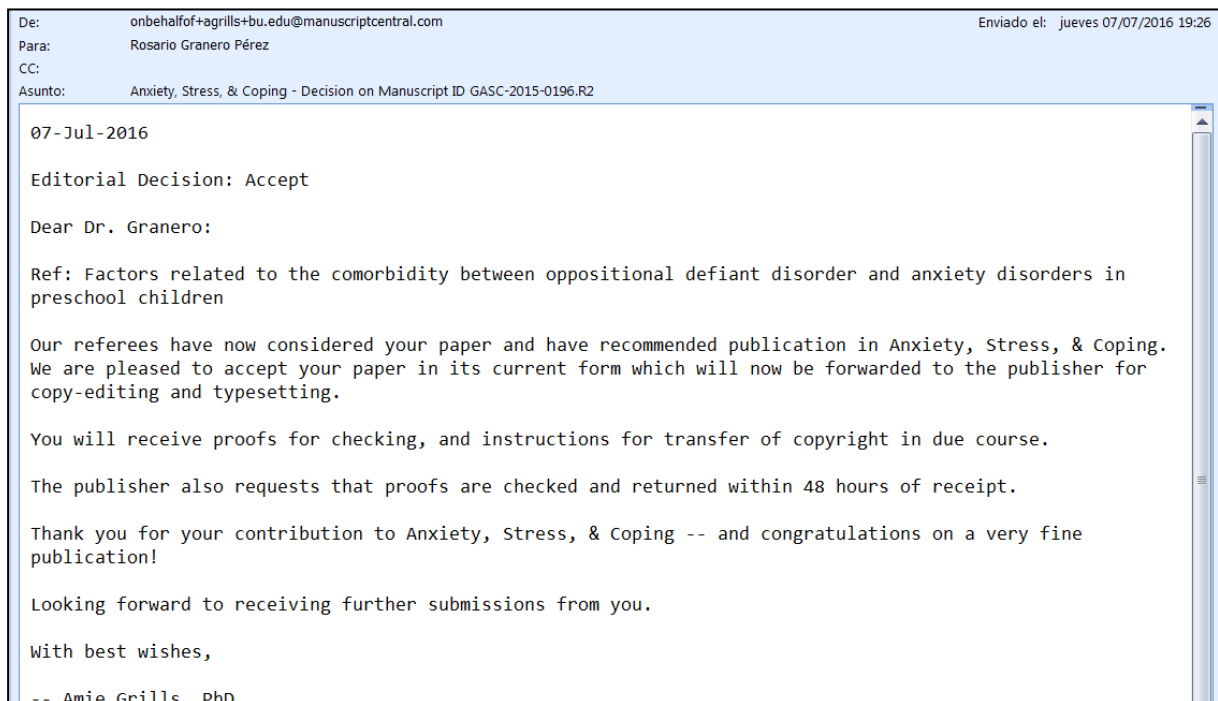 De: onbehalfof+agrills+bu.edu@manuscriptcentral.com Enviado el: jueves 07/07/2016 19:26
Para: Rosario Granero Pérez
CC:
Asunto: Anxiety, Stress, & Coping - Decision on Manuscript ID GASC-2015-0196.R2
07-Jul-2016
Editorial Decision: Accept
Dear Dr. Granero:
Ref: Factors related to the comorbidity between oppositional defiant disorder and anxiety disorders in
preschool children
Our referees have now considered your paper and have recommended publication in Anxiety, Stress, & Coping.
We are pleased to accept your paper in its current form which will now be forwarded to the publisher for
copy-editing and typesetting.
You will receive proofs for checking, and instructions for transfer of copyright in due course.
The publisher also requests that proofs are checked and returned within 48 hours of receipt.
Thank you for your contribution to Anxiety, Stress, & Coping -- and congratulations on a very fine
publication!
Looking forward to receiving further submissions from you.
With best wishes,
-- Amie Grills, PhD